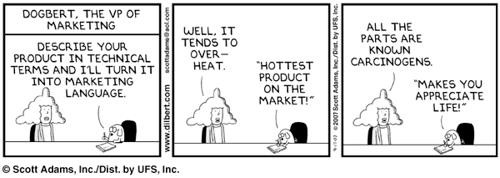 DOGBERT, THE VP OF
MARKETING
DESCRIBE YOUR
PRODUCT IN TECHNICAL
TERMS AND I'LL TURN IT
INTO MARKETING
LANGUAGE.
www.dilbert.com
scottadams@aol.com
WELL, IT
TENDS TO
OVER-
HEAT.
"HOTTEST
PRODUCT
ON THE
MARKET!"
©2007 Scott Adams, Inc./Dist. by UFS, Inc.
ALL THE
PARTS ARE
KNOWN
CARCINOGENS.
"MAKES YOU
APPRECIATE
LIFE!"
© Scott Adams, Inc./Dist. by UFS, Inc.